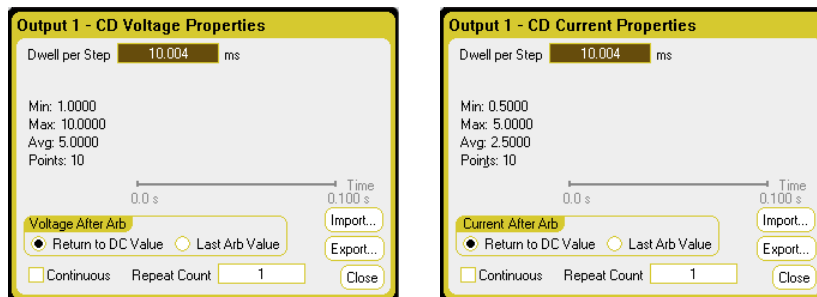 Output 1 - CD Voltage Properties
Dwell per Step 10.004 ms
Min: 1.0000
Max: 10.0000
Avg: 5.0000
Points: 10
Time
0.0 s 0.100 s
Voltage After Arb
Return to DC Value Last Arb Value
Import...
Export...
Continuous Repeat Count 1
Close
Output 1 - CD Current Properties
Dwell per Step 10.004 ms
Min: 0.5000
Max: 5.0000
Avg: 2.5000
Points: 10
Time
0.0 s 0.100 s
Current After Arb
Return to DC Value Last Arb Value
Import...
Export...
Continuous Repeat Count 1
Close